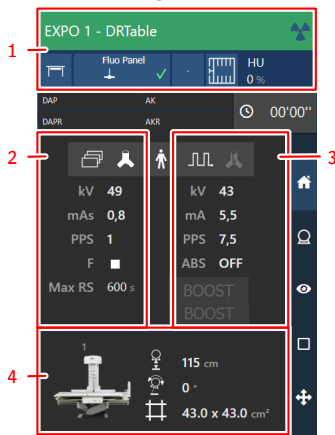 EXPO 1 - DRTable
1
Fluo Panel
-
HU
0 %
DAP
AK
DAPR
AKR
00'00"
2
3
kV 49
mAs 0,8
PPS 1
F
Max RS 600 s
kV 43
mA 5,5
PPS 7,5
ABS OFF
BOOST
BOOST
4
1
115 cm
0 °
43.0 x 43.0 cm²